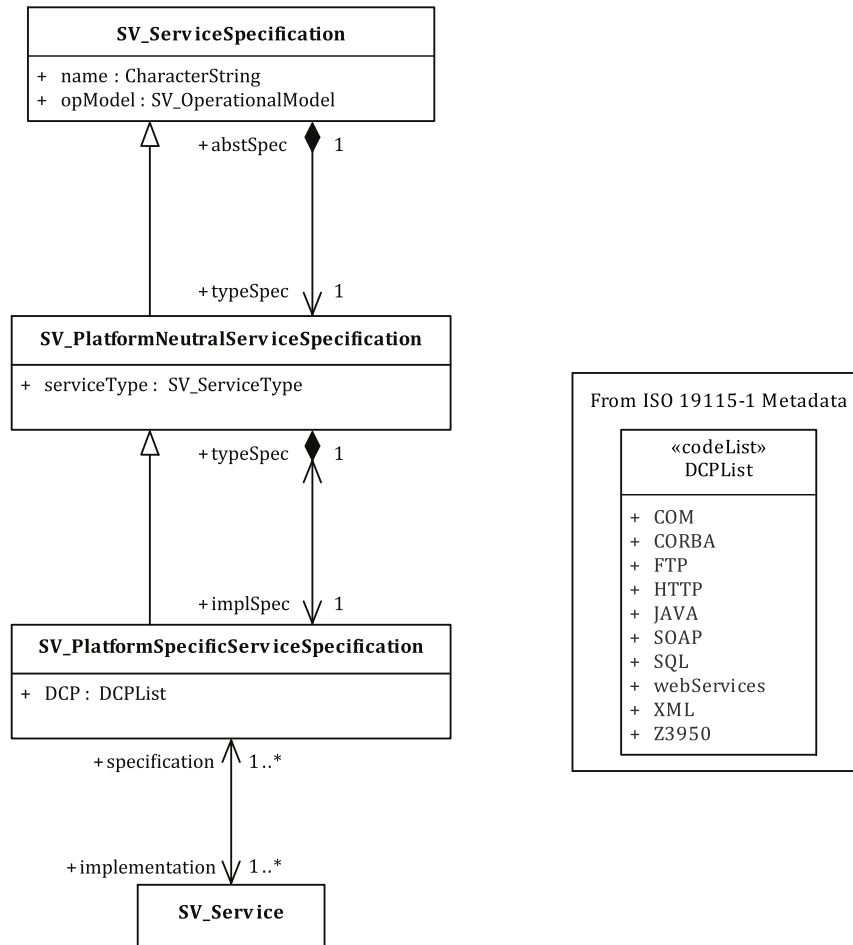 SV_ServiceSpecification
+ name : CharacterString
+ opModel : SV_OperationalModel
+abstSpec 1
+typeSpec 1
SV_PlatformNeutralServiceSpecification
+ serviceType : SV_ServiceType
+typeSpec 1
+implSpec 1
SV_PlatformSpecificServiceSpecification
+ DCP : DCPList
+specification 1..*
+implementation 1..*
SV_Service
From ISO 19115-1 Metadata
«codeList»
DCPList
+ COM
+ CORBA
+ FTP
+ HTTP
+ JAVA
+ SOAP
+ SQL
+ webServices
+ XML
+ Z3950